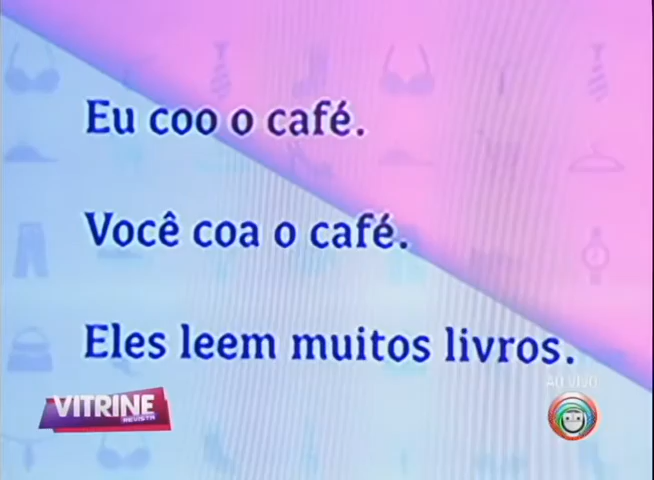 Eu coo o café.
Você coa o café.
Eles leem muitos livros.
VITRINE
REVISTA
AO VIVO